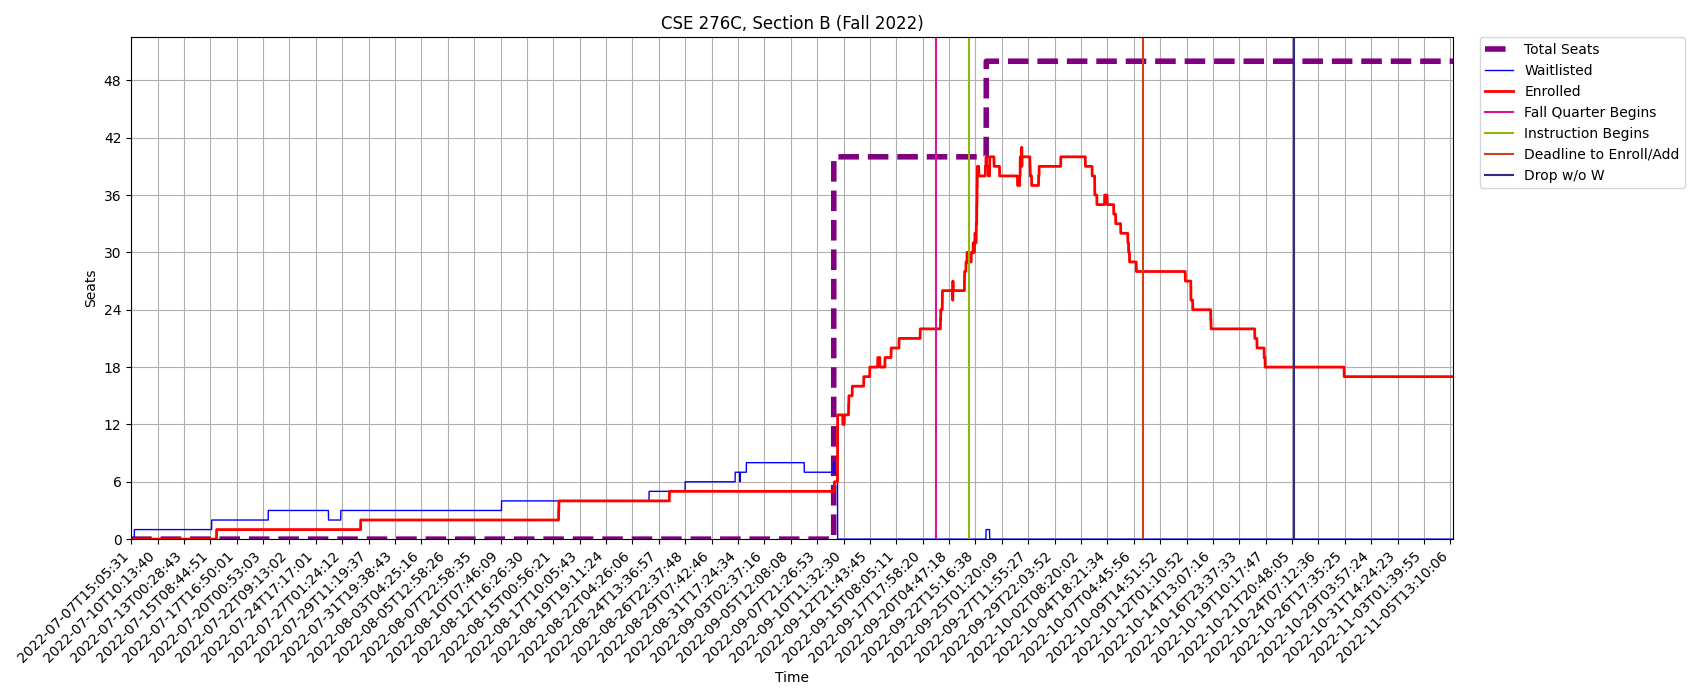 CSE 276C, Section B (Fall 2022)
Total Seats
Waitlisted
Enrolled
Fall Quarter Begins
Instruction Begins
Deadline to Enroll/Add
Drop w/o W
Seats
48
42
36
30
24
18
12
6
0
2022-07-07T15:05:31
2022-07-10T10:13:40
2022-07-13T00:28:43
2022-07-15T08:44:51
2022-07-17T16:50:01
2022-07-20T00:53:03
2022-07-22T09:13:02
2022-07-24T17:17:01
2022-07-27T01:24:12
2022-07-29T11:19:37
2022-07-31T19:38:43
2022-08-03T04:25:16
2022-08-05T12:58:26
2022-08-07T22:58:35
2022-08-10T07:46:09
2022-08-12T16:26:30
2022-08-15T00:56:21
2022-08-17T10:05:43
2022-08-19T19:11:24
2022-08-22T04:26:06
2022-08-24T13:36:57
2022-08-26T22:37:48
2022-08-29T07:42:46
2022-08-31T17:24:34
2022-09-03T02:37:16
2022-09-05T12:08:08
2022-09-07T21:26:53
2022-09-10T11:32:30
2022-09-12T21:43:45
2022-09-15T08:05:11
2022-09-17T17:58:20
2022-09-20T04:47:18
2022-09-22T15:16:38
2022-09-25T01:20:09
2022-09-27T11:55:27
2022-09-29T22:03:52
2022-10-02T08:20:02
2022-10-04T18:21:34
2022-10-07T04:45:56
2022-10-09T14:51:52
2022-10-12T01:10:52
2022-10-14T13:07:16
2022-10-16T23:37:33
2022-10-19T10:17:47
2022-10-21T20:48:05
2022-10-24T07:12:36
2022-10-26T17:35:25
2022-10-29T03:57:24
2022-10-31T14:24:23
2022-11-03T01:39:55
2022-11-05T13:10:06
Time